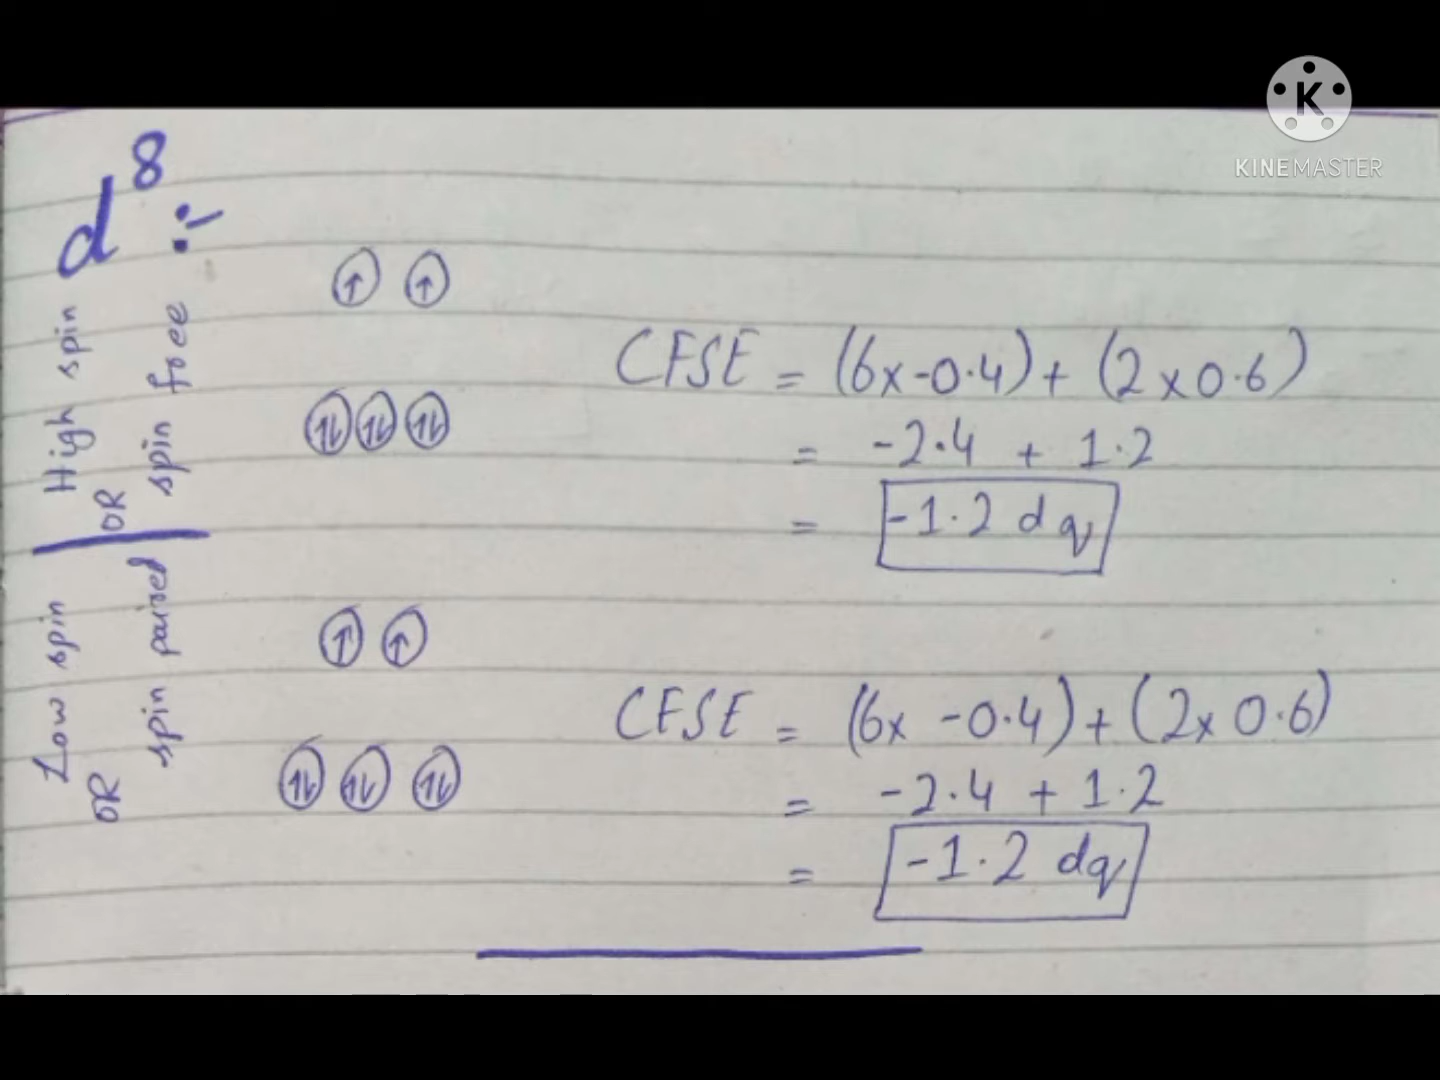 KINEMASTER
d⁸ :-
High spin
OR
spin free
CFSE = (6x-0.4) + (2x0.6)
= -2.4 + 1.2
= -1.2 dq
Low spin
OR
spin paired
CFSE = (6x -0.4) + (2x 0.6)
= -2.4 + 1.2
= -1.2 dq